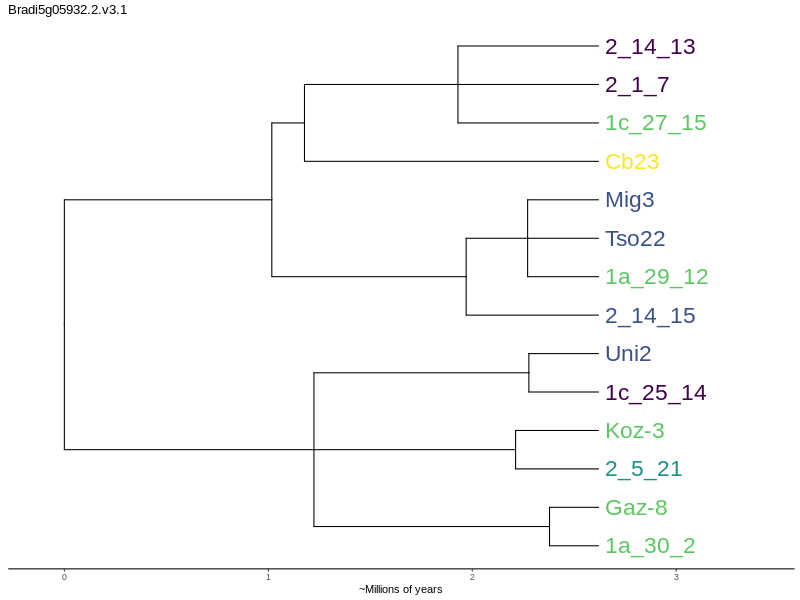 Bradi5g05932.2.v3.1
2_14_13
2_1_7
1c_27_15
Cb23
Mig3
Tso22
1a_29_12
2_14_15
Uni2
1c_25_14
Koz-3
2_5_21
Gaz-8
1a_30_2
0 1 2 3
~Millions of years